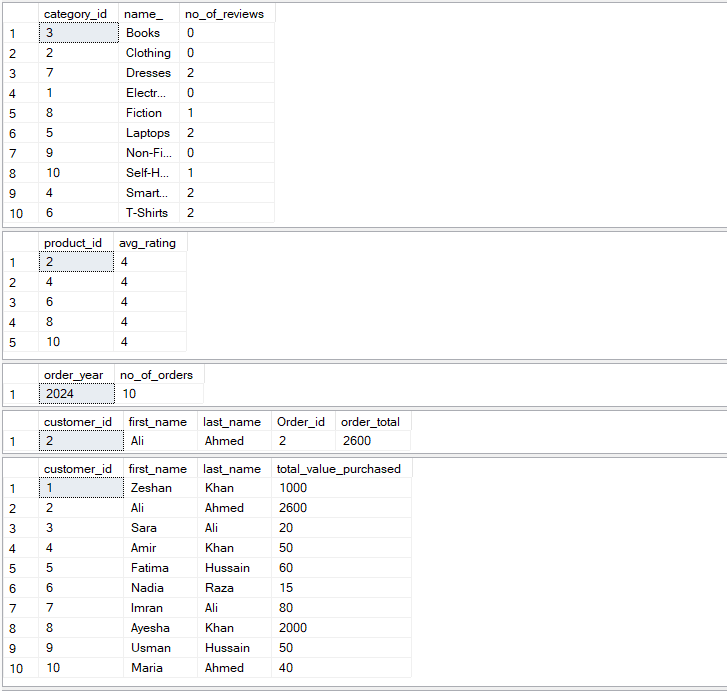 category_id name_ no_of_reviews
1 3 Books 0
2 2 Clothing 0
3 7 Dresses 2
4 1 Electr... 0
5 8 Fiction 1
6 5 Laptops 2
7 9 Non-Fi... 0
8 10 Self-H... 1
9 4 Smart... 2
10 6 T-Shirts 2
product_id avg_rating
1 2 4
2 4 4
3 6 4
4 8 4
5 10 4
order_year no_of_orders
1 2024 10
customer_id first_name last_name Order_id order_total
1 2 Ali Ahmed 2 2600
customer_id first_name last_name total_value_purchased
1 1 Zeshan Khan 1000
2 2 Ali Ahmed 2600
3 3 Sara Ali 20
4 4 Amir Khan 50
5 5 Fatima Hussain 60
6 6 Nadia Raza 15
7 7 Imran Ali 80
8 8 Ayesha Khan 2000
9 9 Usman Hussain 50
10 10 Maria Ahmed 40